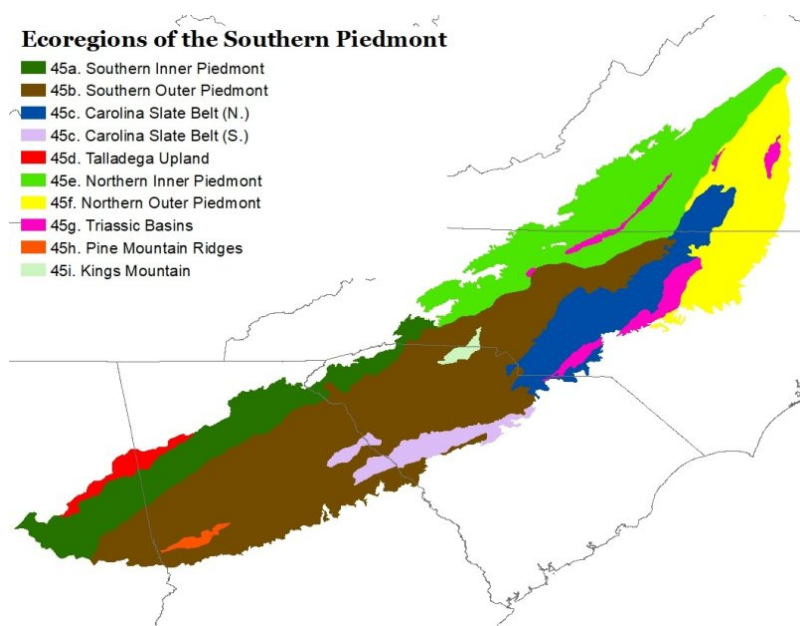 Ecoregions of the Southern Piedmont
45a. Southern Inner Piedmont
45b. Southern Outer Piedmont
45c. Carolina Slate Belt (N.)
45c. Carolina Slate Belt (S.)
45d. Talladega Upland
45e. Northern Inner Piedmont
45f. Northern Outer Piedmont
45g. Triassic Basins
45h. Pine Mountain Ridges
45i. Kings Mountain